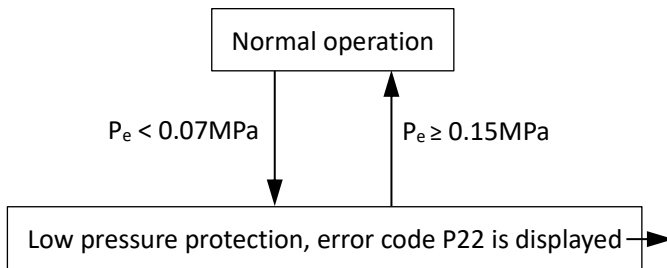 Normal operation
Pₑ < 0.07MPa
Pₑ ≥ 0.15MPa
Low pressure protection, error code P22 is displayed